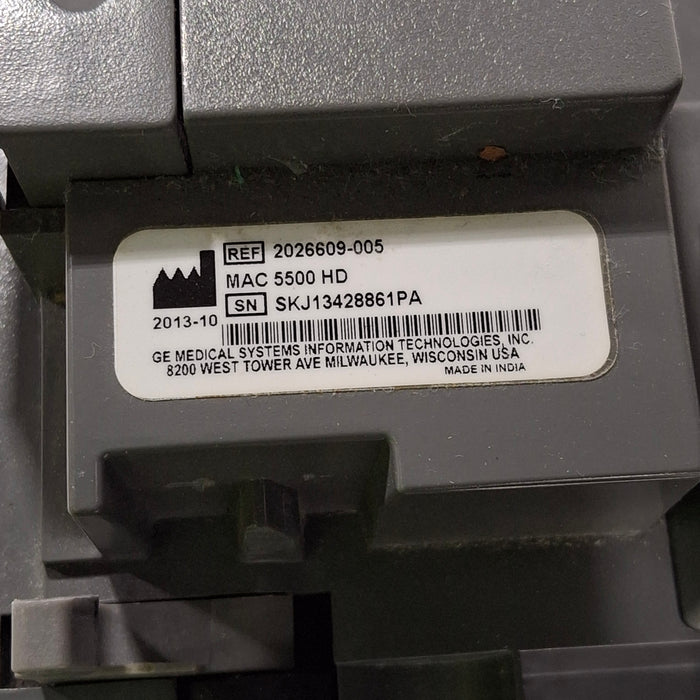 REF 2026609-005
MAC 5500 HD
SN SKJ13428861PA
2013-10
GE MEDICAL SYSTEMS INFORMATION TECHNOLOGIES, INC.
8200 WEST TOWER AVE MILWAUKEE, WISCONSIN USA
MADE IN INDIA